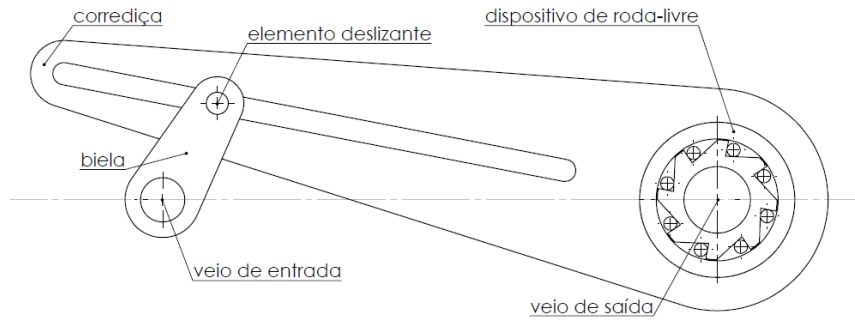 corrediça
dispositivo de roda-livre
elemento deslizante
biela
veio de entrada
veio de saída